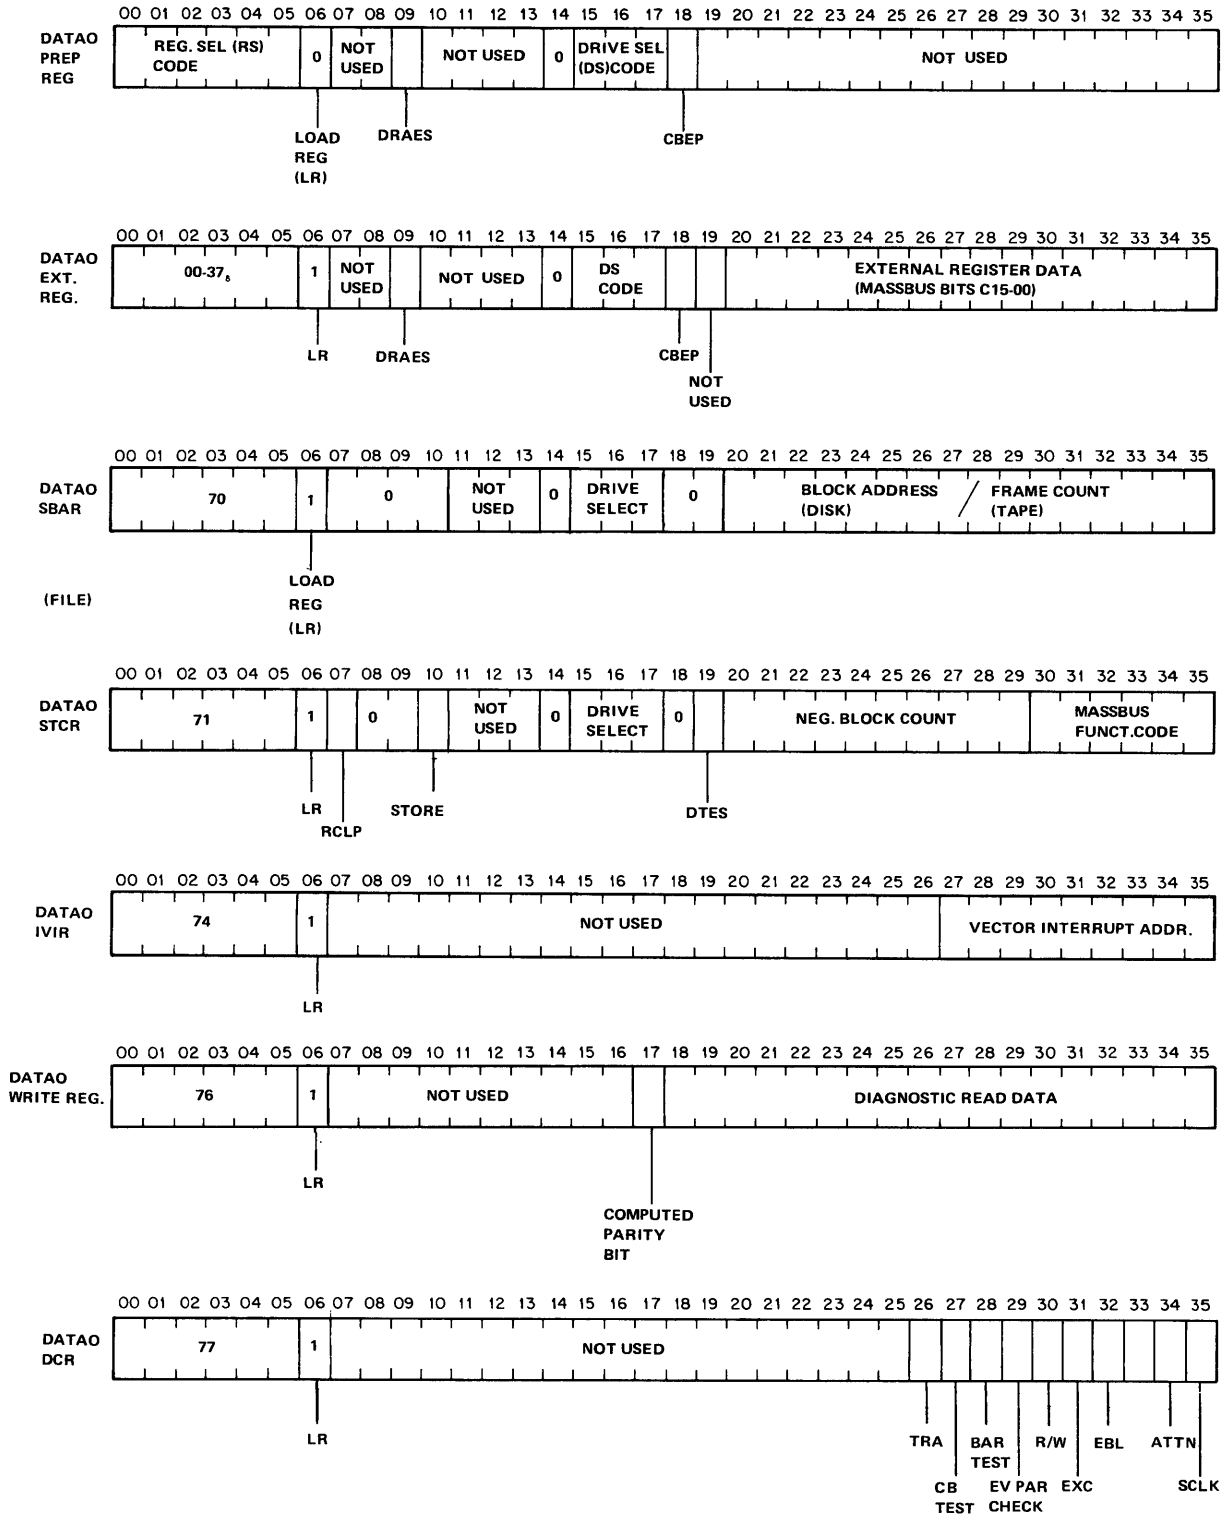 00 01 02 03 04 05 06 07 08 09 10 11 12 13 14 15 16 17 18 19 20 21 22 23 24 25 26 27 28 29 30 31 32 33 34 35
DATAO
PREP
REG
REG. SEL (RS)
CODE
0
NOT
USED
NOT USED
0
DRIVE SEL
(DS)CODE
NOT USED
LOAD
REG
(LR)
DRAES
CBEP
00 01 02 03 04 05 06 07 08 09 10 11 12 13 14 15 16 17 18 19 20 21 22 23 24 25 26 27 28 29 30 31 32 33 34 35
DATAO
EXT.
REG.
00-37₈
1
NOT
USED
NOT USED
0
DS
CODE
EXTERNAL REGISTER DATA
(MASSBUS BITS C15-00)
LR
DRAES
CBEP
NOT
USED
00 01 02 03 04 05 06 07 08 09 10 11 12 13 14 15 16 17 18 19 20 21 22 23 24 25 26 27 28 29 30 31 32 33 34 35
DATAO
SBAR
70
1
0
NOT
USED
0
DRIVE
SELECT
0
BLOCK ADDRESS
(DISK)
/
FRAME COUNT
(TAPE)
LOAD
REG
(LR)
(FILE)
00 01 02 03 04 05 06 07 08 09 10 11 12 13 14 15 16 17 18 19 20 21 22 23 24 25 26 27 28 29 30 31 32 33 34 35
DATAO
STCR
71
1
0
NOT
USED
0
DRIVE
SELECT
0
NEG. BLOCK COUNT
MASSBUS
FUNCT.CODE
LR
RCLP
STORE
DTES
00 01 02 03 04 05 06 07 08 09 10 11 12 13 14 15 16 17 18 19 20 21 22 23 24 25 26 27 28 29 30 31 32 33 34 35
DATAO
IVIR
74
1
NOT USED
VECTOR INTERRUPT ADDR.
LR
00 01 02 03 04 05 06 07 08 09 10 11 12 13 14 15 16 17 18 19 20 21 22 23 24 25 26 27 28 29 30 31 32 33 34 35
DATAO
WRITE REG.
76
1
NOT USED
DIAGNOSTIC READ DATA
LR
COMPUTED
PARITY
BIT
00 01 02 03 04 05 06 07 08 09 10 11 12 13 14 15 16 17 18 19 20 21 22 23 24 25 26 27 28 29 30 31 32 33 34 35
DATAO
DCR
77
1
NOT USED
LR
TRA
CB
TEST
BAR
TEST
EV PAR
CHECK
R/W
EXC
EBL
ATTN
SCLK